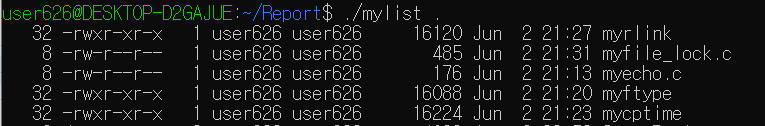 user626@DESKTOP-D2GAJUE:~/Report$ ./mylist .
32 -rwxr-xr-x 1 user626 user626 16120 Jun 2 21:27 myrlink
8 -rw-r--r-- 1 user626 user626 485 Jun 2 21:31 myfile_lock.c
8 -rw-r--r-- 1 user626 user626 176 Jun 2 21:13 myecho.c
32 -rwxr-xr-x 1 user626 user626 16088 Jun 2 21:20 myftype
32 -rwxr-xr-x 1 user626 user626 16224 Jun 2 21:23 mycptime